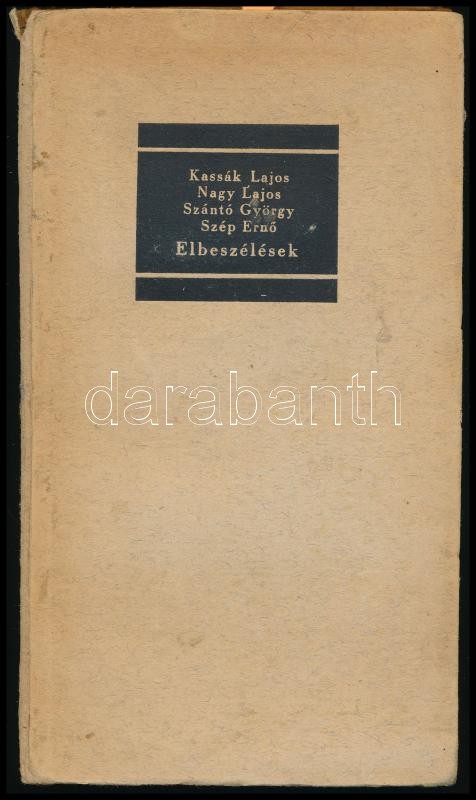 Kassák Lajos
Nagy Lajos
Szántó György
Szép Ernő
Elbeszélések
darabanth